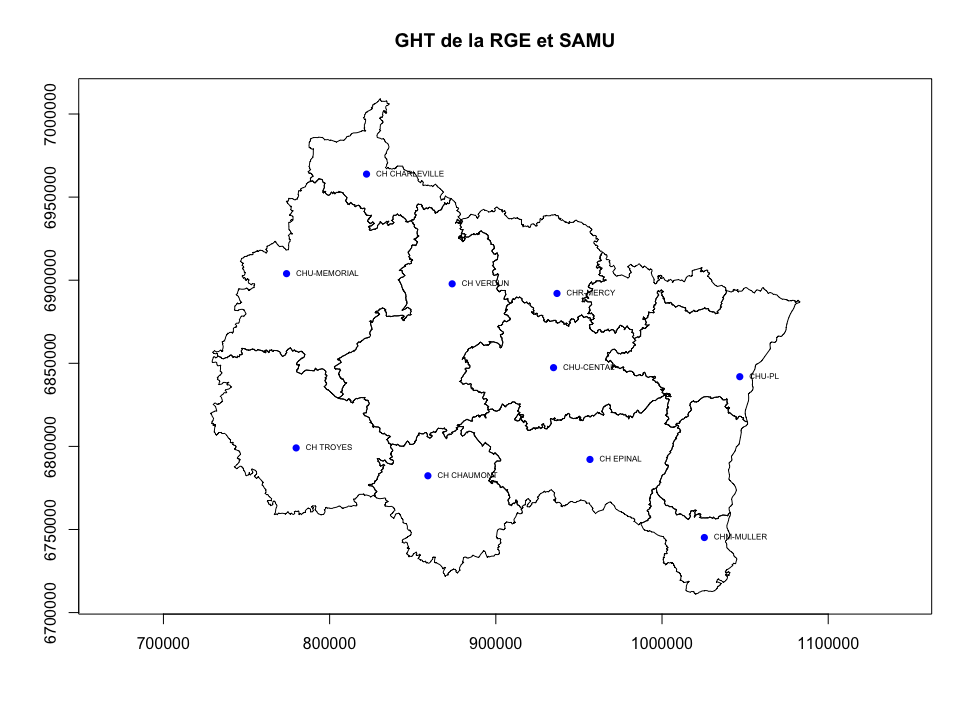 GHT de la RGE et SAMU
7000000
6950000
6900000
6850000
6800000
6750000
6700000
CH CHARLEVILLE
CHU-MEMORIAL
CH VERDUN
CHR-MERCY
CHU-CENTAL
CHU-PL
CH TROYES
CH EPINAL
CH CHAUMONT
CHM-MULLER
700000
800000
900000
1000000
1100000